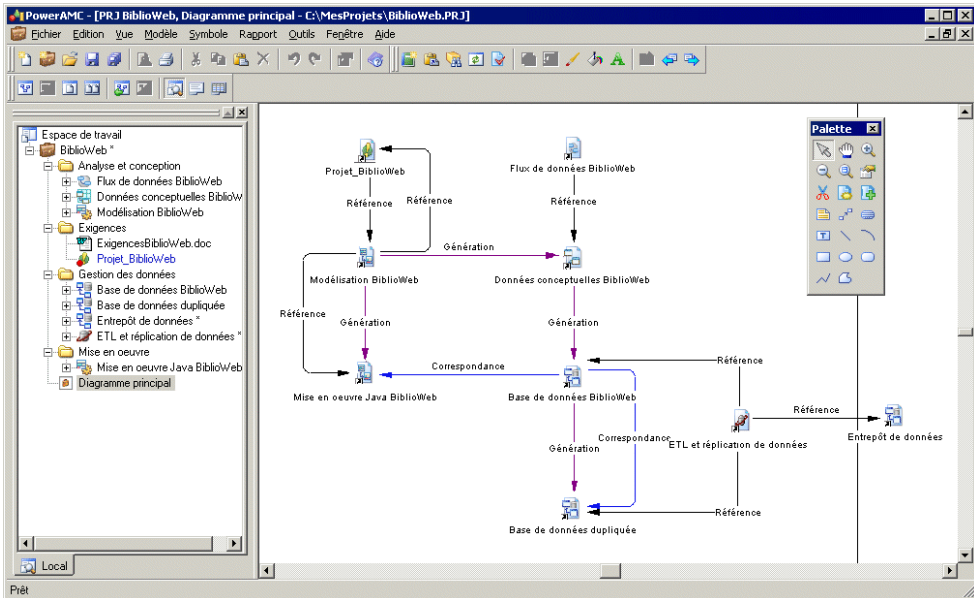 PowerAMC - [PRJ BiblioWeb, Diagramme principal - C:\MesProjets\BiblioWeb.PRJ]
Fichier Edition Vue Modèle Symbole Rapport Outils Fenêtre Aide
Espace de travail
BiblioWeb *
Analyse et conception
Flux de données BiblioWeb
Données conceptuelles BiblioW
Modélisation BiblioWeb
Exigences
ExigencesBiblioWeb.doc
Projet_BiblioWeb
Gestion des données
Base de données BiblioWeb
Base de données dupliquée
Entrepôt de données *
ETL et réplication de données *
Mise en oeuvre
Mise en oeuvre Java BiblioWeb
Diagramme principal
Local
Prêt
Palette
Projet_BiblioWeb
Flux de données BiblioWeb
Référence
Référence
Référence
Génération
Modélisation BiblioWeb
Données conceptuelles BiblioWeb
Référence
Génération
Génération
Correspondance
Référence
Mise en oeuvre Java BiblioWeb
Base de données BiblioWeb
Référence
Entrepôt de données
Correspondance
ETL et réplication de données
Génération
Référence
Base de données dupliquée